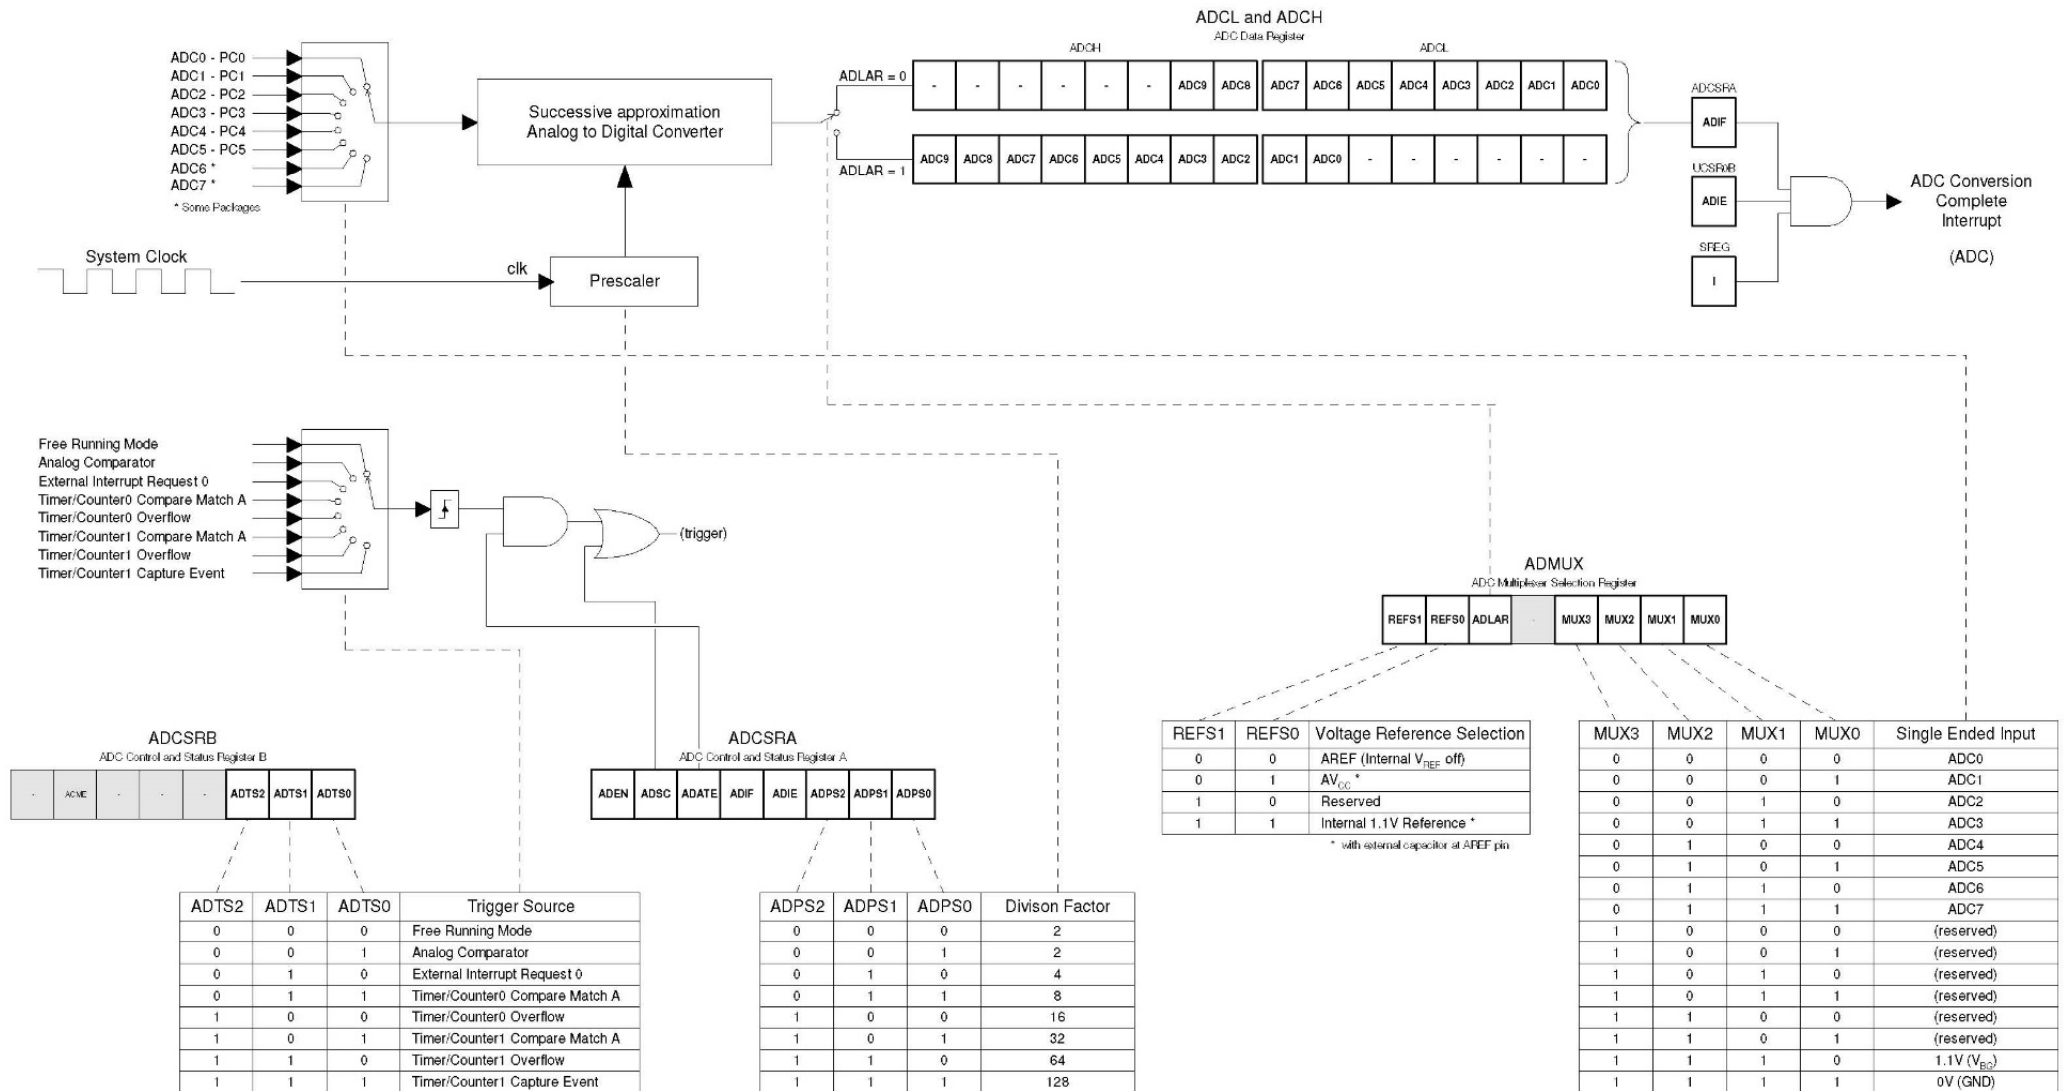 ADCL and ADCH
ADC Data Register
ADCH ADCL
ADC0 - PC0
ADC1 - PC1
ADC2 - PC2
ADC3 - PC3
ADC4 - PC4
ADC5 - PC5
ADC6 *
ADC7 *
* Some Packages
Successive approximation
Analog to Digital Converter
ADLAR = 0
- - - - - - ADC9 ADC8 ADC7 ADC6 ADC5 ADC4 ADC3 ADC2 ADC1 ADC0
ADLAR = 1
ADC9 ADC8 ADC7 ADC6 ADC5 ADC4 ADC3 ADC2 ADC1 ADC0 - - - - - -
ADCSRA
ADIF
UCSR0B
ADIE
SREG
I
ADC Conversion
Complete
Interrupt
(ADC)
System Clock
clk
Prescaler
Free Running Mode
Analog Comparator
External Interrupt Request 0
Timer/Counter0 Compare Match A
Timer/Counter0 Overflow
Timer/Counter1 Compare Match A
Timer/Counter1 Overflow
Timer/Counter1 Capture Event
(trigger)
ADMUX
ADC Multiplexer Selection Register
REFS1 REFS0 ADLAR - MUX3 MUX2 MUX1 MUX0
ADCSRB
ADC Control and Status Register B
- ACME - - - ADTS2 ADTS1 ADTS0
ADCSRA
ADC Control and Status Register A
ADEN ADSC ADATE ADIF ADIE ADPS2 ADPS1 ADPS0
REFS1 REFS0 Voltage Reference Selection
0 0 AREF (Internal VREF off)
0 1 AVCC *
1 0 Reserved
1 1 Internal 1.1V Reference *
* with external capacitor at AREF pin
MUX3 MUX2 MUX1 MUX0 Single Ended Input
0 0 0 0 ADC0
0 0 0 1 ADC1
0 0 1 0 ADC2
0 0 1 1 ADC3
0 1 0 0 ADC4
0 1 0 1 ADC5
0 1 1 0 ADC6
0 1 1 1 ADC7
1 0 0 0 (reserved)
1 0 0 1 (reserved)
1 0 1 0 (reserved)
1 0 1 1 (reserved)
1 1 0 0 (reserved)
1 1 0 1 (reserved)
1 1 1 0 1.1V (VBG)
1 1 1 1 0V (GND)
ADTS2 ADTS1 ADTS0 Trigger Source
0 0 0 Free Running Mode
0 0 1 Analog Comparator
0 1 0 External Interrupt Request 0
0 1 1 Timer/Counter0 Compare Match A
1 0 0 Timer/Counter0 Overflow
1 0 1 Timer/Counter1 Compare Match A
1 1 0 Timer/Counter1 Overflow
1 1 1 Timer/Counter1 Capture Event
ADPS2 ADPS1 ADPS0 Divison Factor
0 0 0 2
0 0 1 2
0 1 0 4
0 1 1 8
1 0 0 16
1 0 1 32
1 1 0 64
1 1 1 128